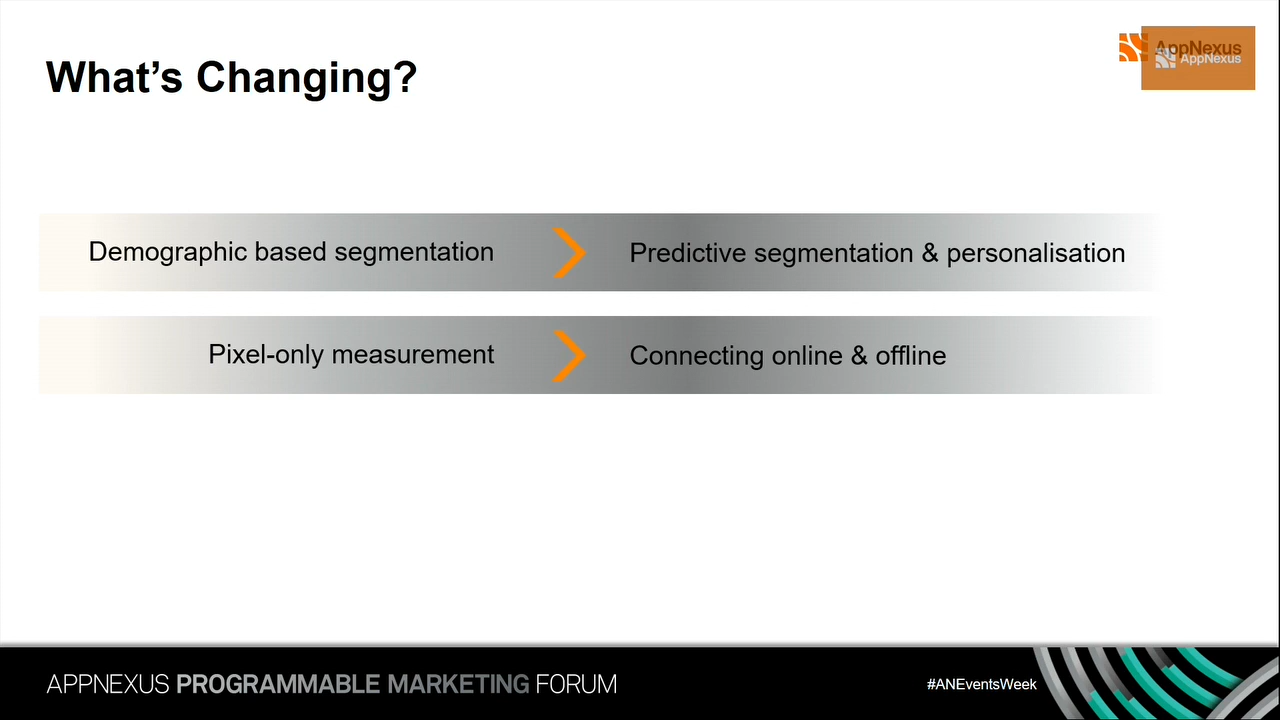 What’s Changing?
AppNexus
AppNexus
Demographic based segmentation
Predictive segmentation & personalisation
Pixel-only measurement
Connecting online & offline
APPNEXUS PROGRAMMABLE MARKETING FORUM
#ANEventsWeek